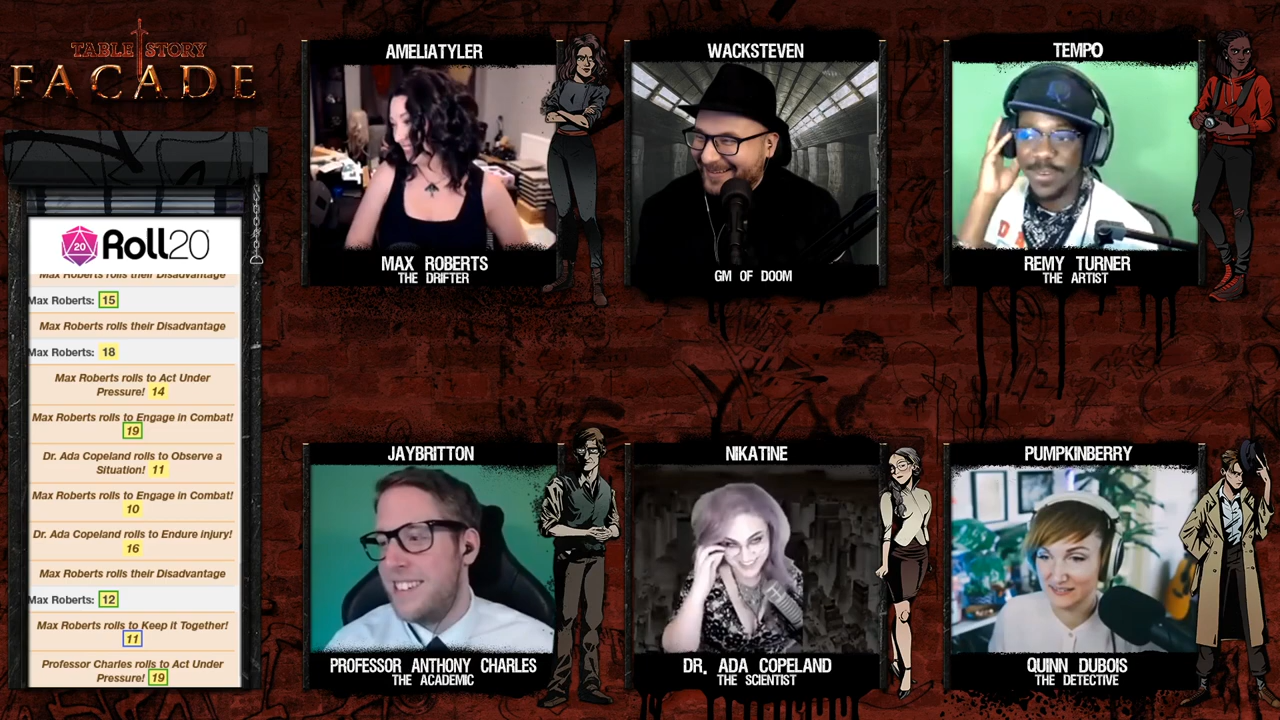 TABLE STORY
FACADE
Roll20
20
Max Roberts rolls their Disadvantage
Max Roberts: 15
Max Roberts rolls their Disadvantage
Max Roberts: 18
Max Roberts rolls to Act Under
Pressure! 14
Max Roberts rolls to Engage in Combat!
19
Dr. Ada Copeland rolls to Observe a
Situation! 11
Max Roberts rolls to Engage in Combat!
10
Dr. Ada Copeland rolls to Endure Injury!
16
Max Roberts rolls their Disadvantage
Max Roberts: 12
Max Roberts rolls to Keep it Together!
11
Professor Charles rolls to Act Under
Pressure! 19
AMELIATYLER
MAX ROBERTS
THE DRIFTER
WACKSTEVEN
GM OF DOOM
TEMPO
REMY TURNER
THE ARTIST
JAYBRITTON
PROFESSOR ANTHONY CHARLES
THE ACADEMIC
NIKATINE
DR. ADA COPELAND
THE SCIENTIST
PUMPKINBERRY
QUINN DUBOIS
THE DETECTIVE